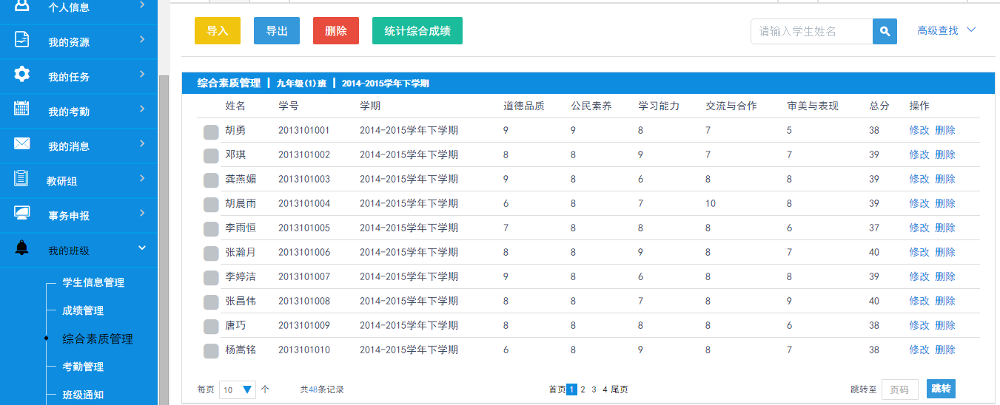 个人信息
我的资源
我的任务
我的考勤
我的消息
教研组
事务申报
我的班级
学生信息管理
成绩管理
综合素质管理
考勤管理
班级通知
导入 导出 删除 统计综合成绩 请输入学生姓名 高级查找
综合素质管理 | 九年级(1)班 | 2014-2015学年下学期
姓名 学号 学期 道德品质 公民素养 学习能力 交流与合作 审美与表现 总分 操作
胡勇 2013101001 2014-2015学年下学期 9 9 8 7 5 38 修改 删除
邓琪 2013101002 2014-2015学年下学期 8 8 9 7 7 39 修改 删除
龚燕媚 2013101003 2014-2015学年下学期 9 8 6 8 8 39 修改 删除
胡晨雨 2013101004 2014-2015学年下学期 6 8 7 10 8 39 修改 删除
李雨恒 2013101005 2014-2015学年下学期 7 8 8 8 6 37 修改 删除
张瀚月 2013101006 2014-2015学年下学期 8 8 9 8 7 40 修改 删除
李婷洁 2013101007 2014-2015学年下学期 9 8 6 8 8 39 修改 删除
张昌伟 2013101008 2014-2015学年下学期 8 8 7 8 9 40 修改 删除
唐巧 2013101009 2014-2015学年下学期 8 8 8 8 6 38 修改 删除
杨嵩铭 2013101010 2014-2015学年下学期 6 8 9 8 7 38 修改 删除
每页 10 个 共48条记录 首页 1 2 3 4 尾页 跳转至 页码 跳转